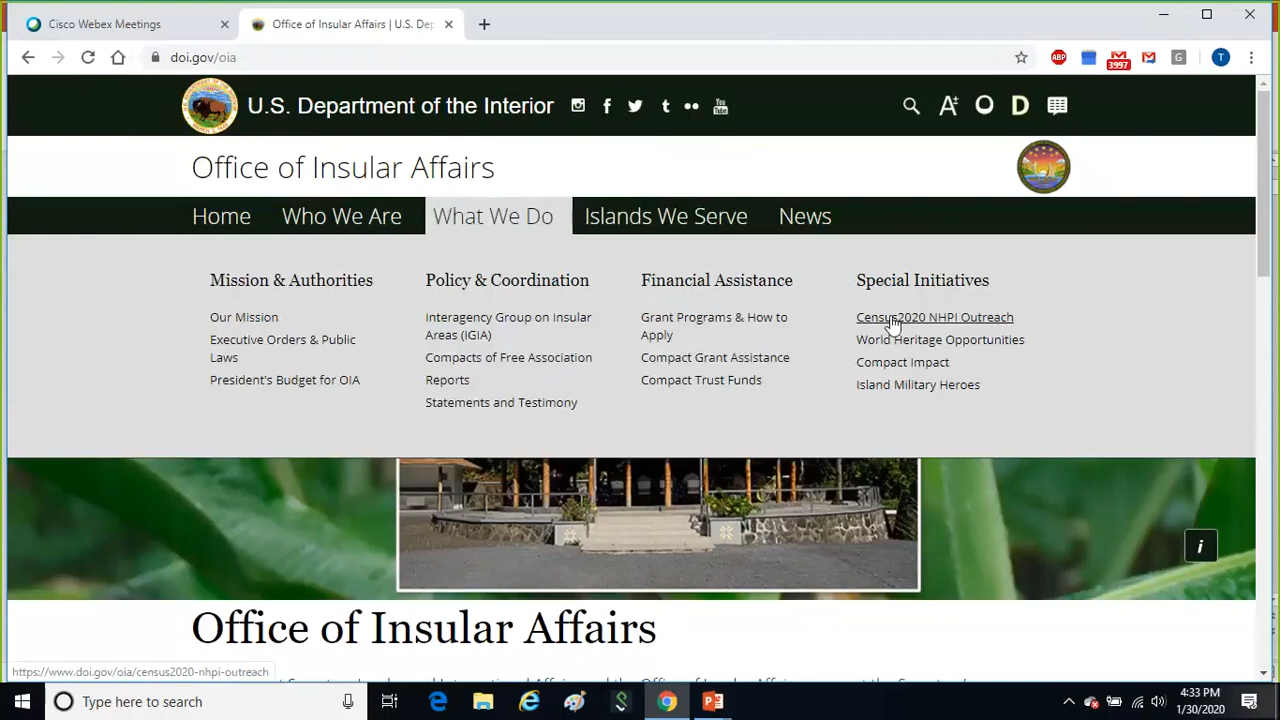 Cisco Webex Meetings
Office of Insular Affairs | U.S. Dep
doi.gov/oia
ABP
3997
G
T
U.S. Department of the Interior
You Tube
A+
D
Office of Insular Affairs
Home Who We Are What We Do Islands We Serve News
Mission & Authorities
Our Mission
Executive Orders & Public
Laws
President's Budget for OIA
Policy & Coordination
Interagency Group on Insular
Areas (IGIA)
Compacts of Free Association
Reports
Statements and Testimony
Financial Assistance
Grant Programs & How to
Apply
Compact Grant Assistance
Compact Trust Funds
Special Initiatives
Census2020 NHPI Outreach
World Heritage Opportunities
Compact Impact
Island Military Heroes
i
Office of Insular Affairs
https://www.doi.gov/oia/census2020-nhpi-outreach
Type here to search
4:33 PM
1/30/2020